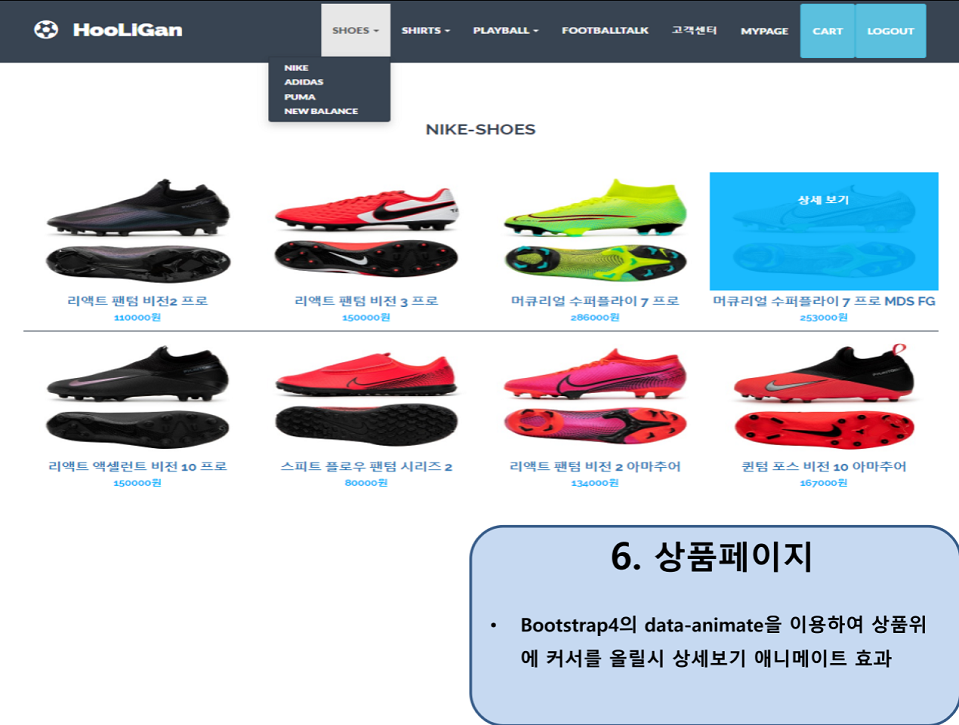 HooLIGan
SHOES SHIRTS PLAYBALL FOOTBALLTALK 고객센터 MYPAGE CART LOGOUT
NIKE
ADIDAS
PUMA
NEW BALANCE
NIKE-SHOES
상세 보기
리액트 팬텀 비전2 프로 리액트 팬텀 비전 3 프로 머큐리얼 수퍼플라이 7 프로 머큐리얼 수퍼플라이 7 프로 MDS FG
110000원 150000원 286000원 253000원
리액트 액셀런트 비전 10 프로 스피트 플로우 팬텀 시리즈 2 리액트 팬텀 비전 2 아마추어 퀀텀 포스 비전 10 아마추어
150000원 80000원 134000원 167000원
6. 상품페이지
• Bootstrap4의 data-animate을 이용하여 상품위
에 커서를 올릴시 상세보기 애니메이트 효과